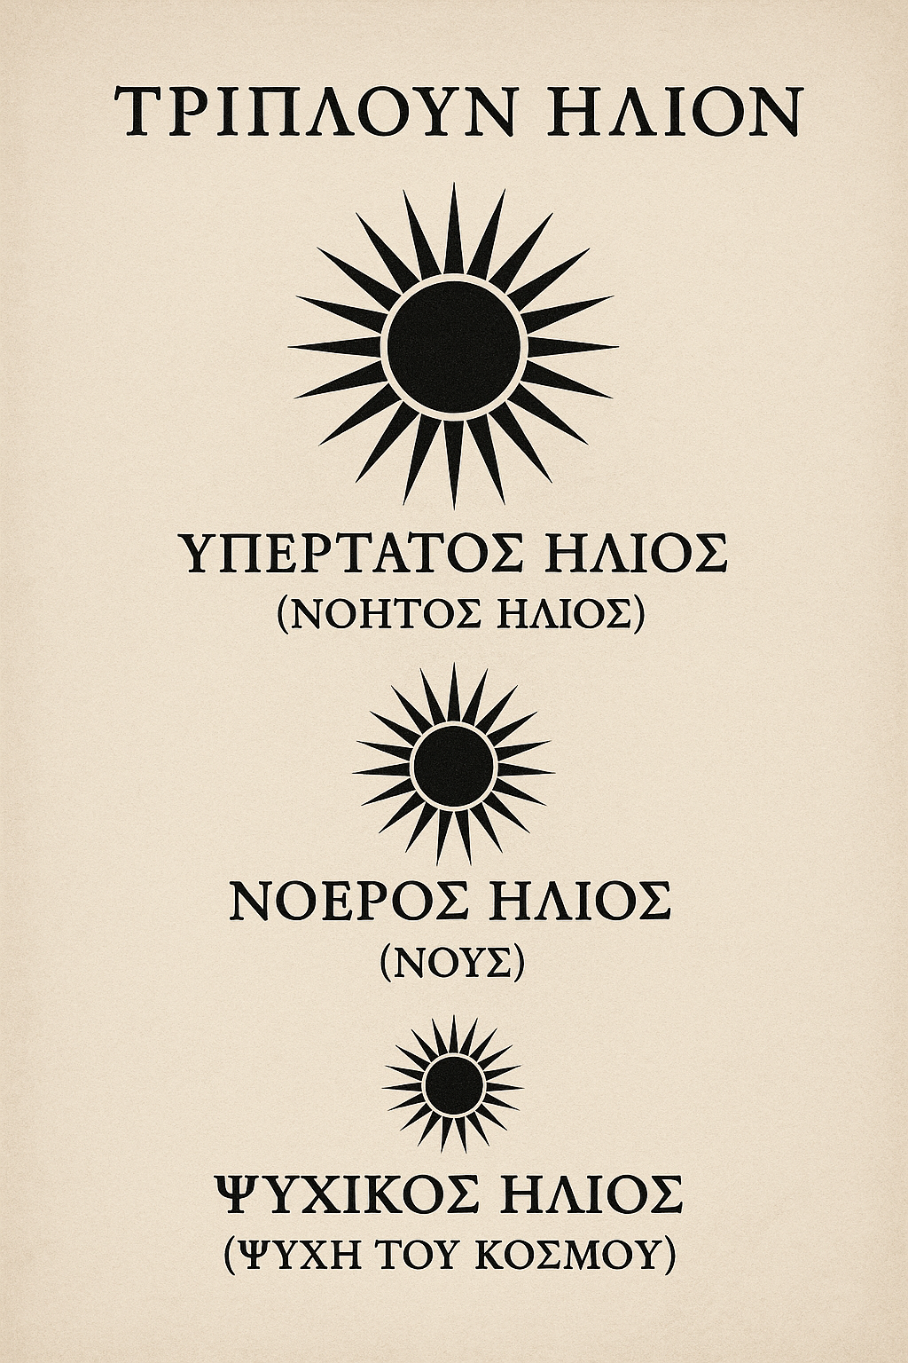 ΤΡΙΠΛΟΥΝ ΗΛΙΟΝ
ΥΠΕΡΤΑΤΟΣ ΗΛΙΟΣ
(ΝΟΗΤΟΣ ΗΛΙΟΣ)
ΝΟΕΡΟΣ ΗΛΙΟΣ
(ΝΟΥΣ)
ΨΥΧΙΚΟΣ ΗΛΙΟΣ
(ΨΥΧΗ ΤΟΥ ΚΟΣΜΟΥ)